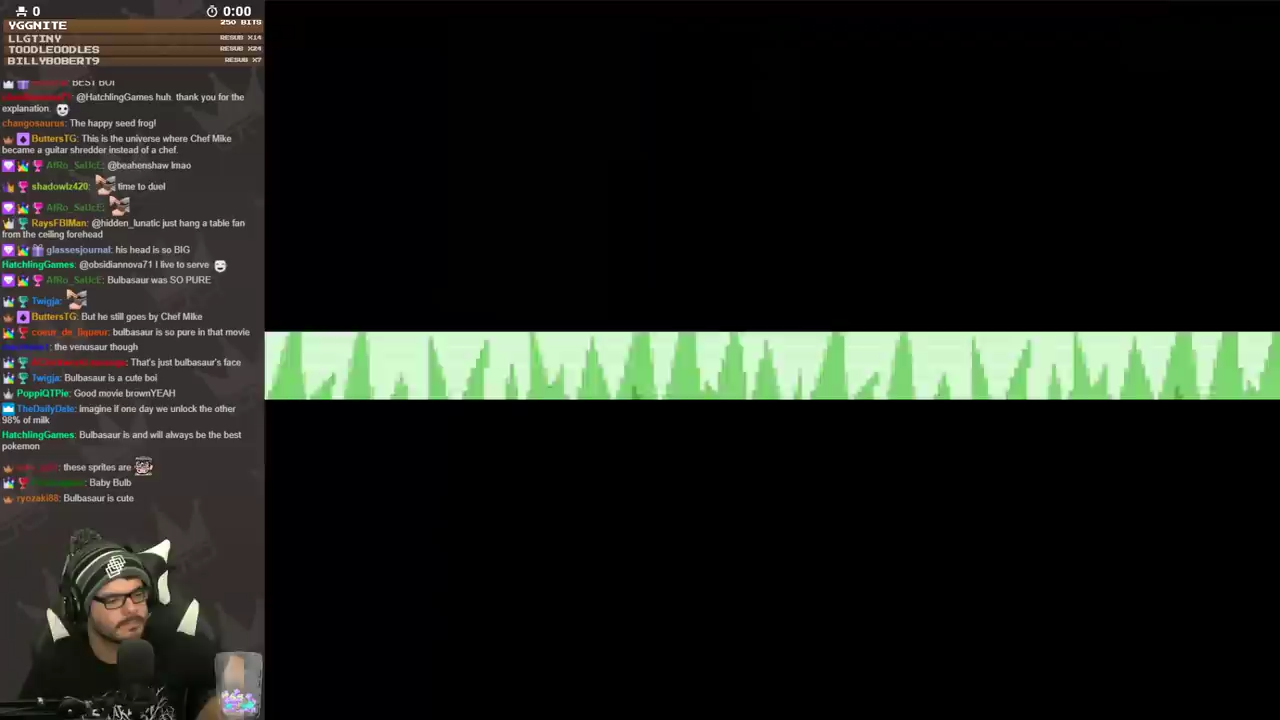 0
0:00
YGGNITE 250 BITS
LLGTINY RESUB X14
TOODLEOODLES RESUB X24
BILLYBOBERT9 RESUB X7
BEST BOI
@HatchlingGames huh. thank you for the
explanation.
changosaurus: The happy seed frog!
ButtersTG: This is the universe where Chef Mike
became a guitar shredder instead of a chef.
AfRo_SaUcE: @beahenshaw lmao
shadowlz420: time to duel
AfRo_SaUcE:
RaysFBIMan: @hidden_lunatic just hang a table fan
from the ceiling forehead
glassesjournal: his head is so BIG
HatchlingGames: @obsidiannova71 I live to serve
AfRo_SaUcE: Bulbasaur was SO PURE
Twigja:
ButtersTG: But he still goes by Chef Mike
coeur_de_liqueur: bulbasaur is so pure in that movie
the venusaur though
That's just bulbasaur's face
Twigja: Bulbasaur is a cute boi
PoppiQTPie: Good movie brownYEAH
TheDailyDale: imagine if one day we unlock the other
98% of milk
HatchlingGames: Bulbasaur is and will always be the best
pokemon
these sprites are
Baby Bulb
ryozaki88: Bulbasaur is cute